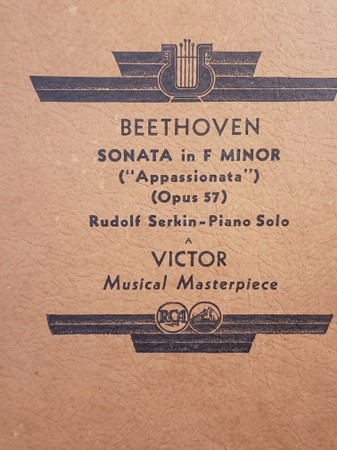 BEETHOVEN
SONATA in F MINOR
("Appassionata")
(Opus 57)
Rudolf Serkin-Piano Solo
A
VICTOR
Musical Masterpiece
RCA